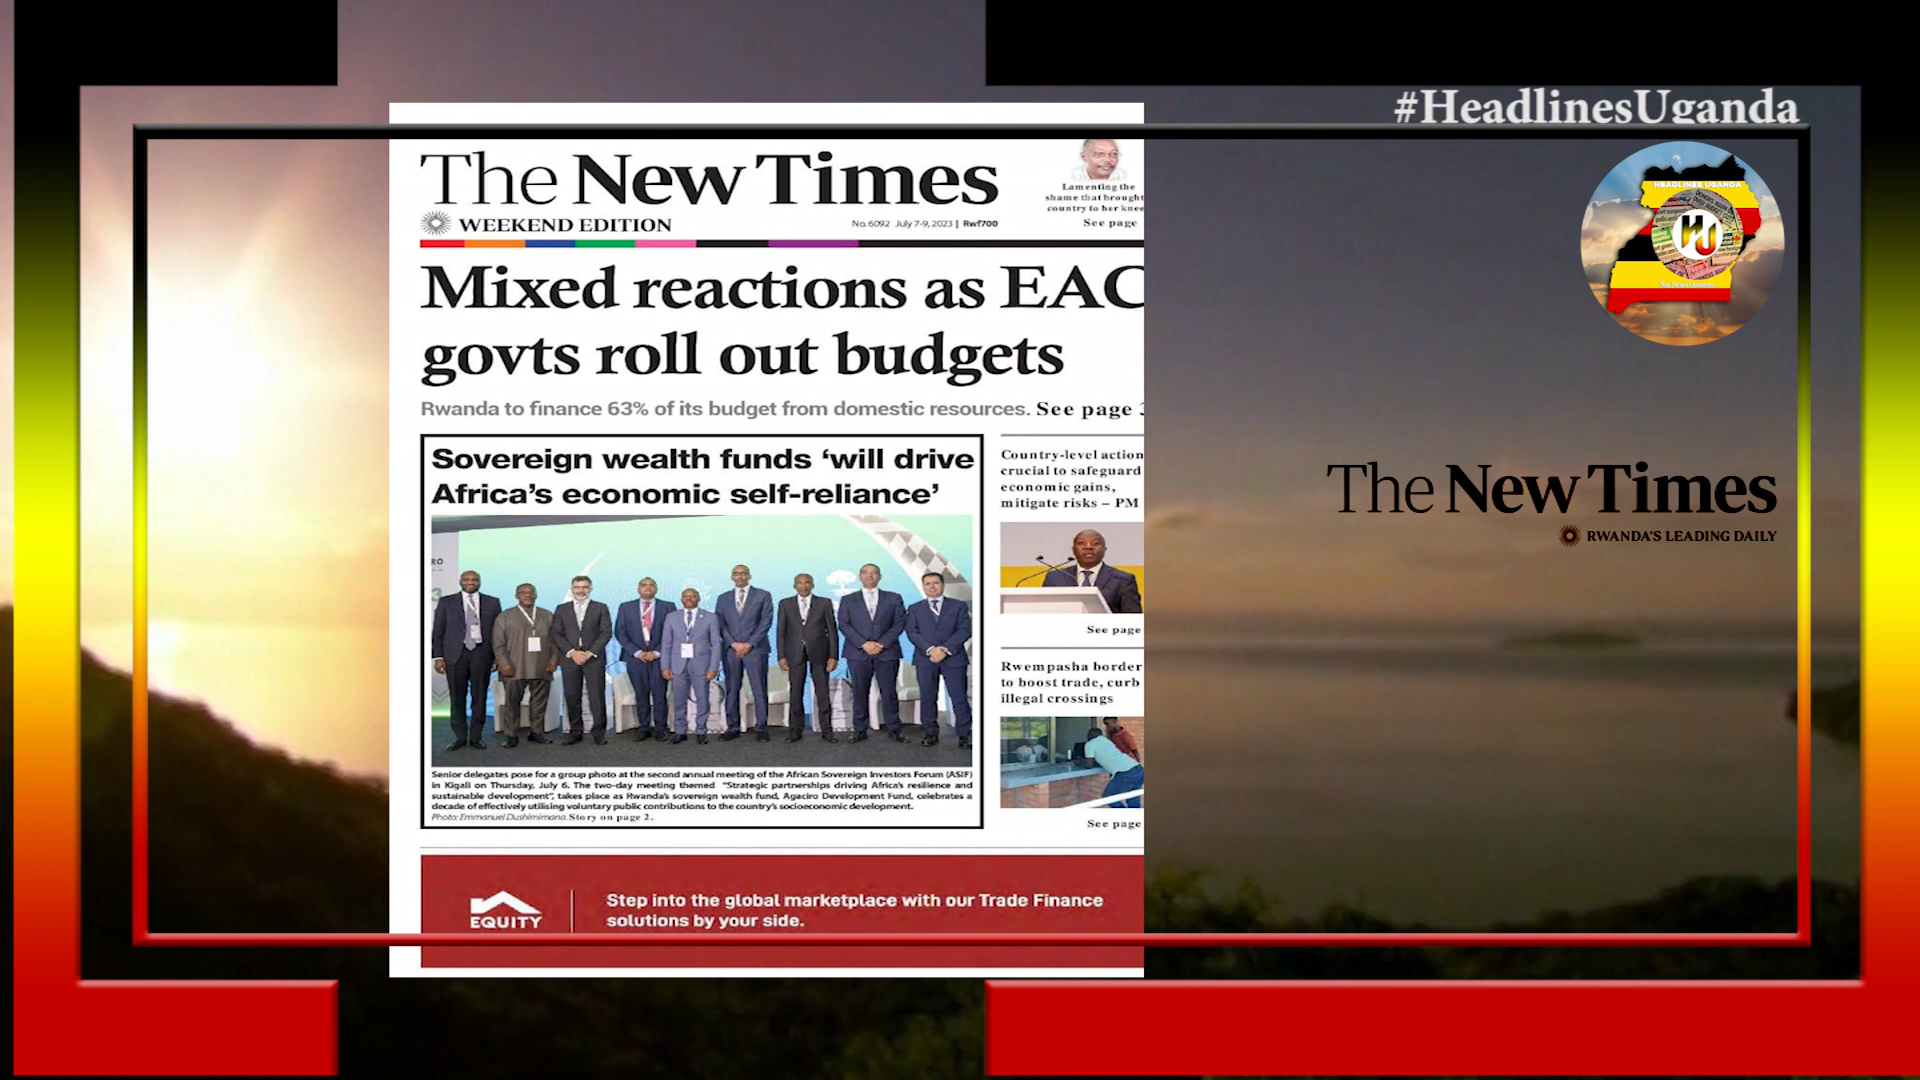 #HeadlinesUganda
HEADLINES UGANDA
HU
The New Times
WEEKEND EDITION
No. 6092 July 7-9, 2023 | Rwf700
Lamenting the
shame that brought
country to her knee
See page
Mixed reactions as EAC
govts roll out budgets
Rwanda to finance 63% of its budget from domestic resources. See page
Sovereign wealth funds ‘will drive
Africa’s economic self-reliance’
Senior delegates pose for a group photo at the second annual meeting of the African Sovereign Investors Forum (ASIF)
in Kigali on Thursday, July 6. The two-day meeting themed “Strategic partnerships driving Africa’s resilience and
sustainable development”, takes place as Rwanda’s sovereign wealth fund, Agaciro Development Fund, celebrates a
decade of effectively utilising voluntary public contributions to the country’s socioeconomic development.
Photo: Emmanuel Dushimimana. Story on page 2.
Country-level action
crucial to safeguard
economic gains,
mitigate risks – PM
See page
Rwempasha border
to boost trade, curb
illegal crossings
See page
EQUITY
Step into the global marketplace with our Trade Finance
solutions by your side.
The New Times
RWANDA'S LEADING DAILY